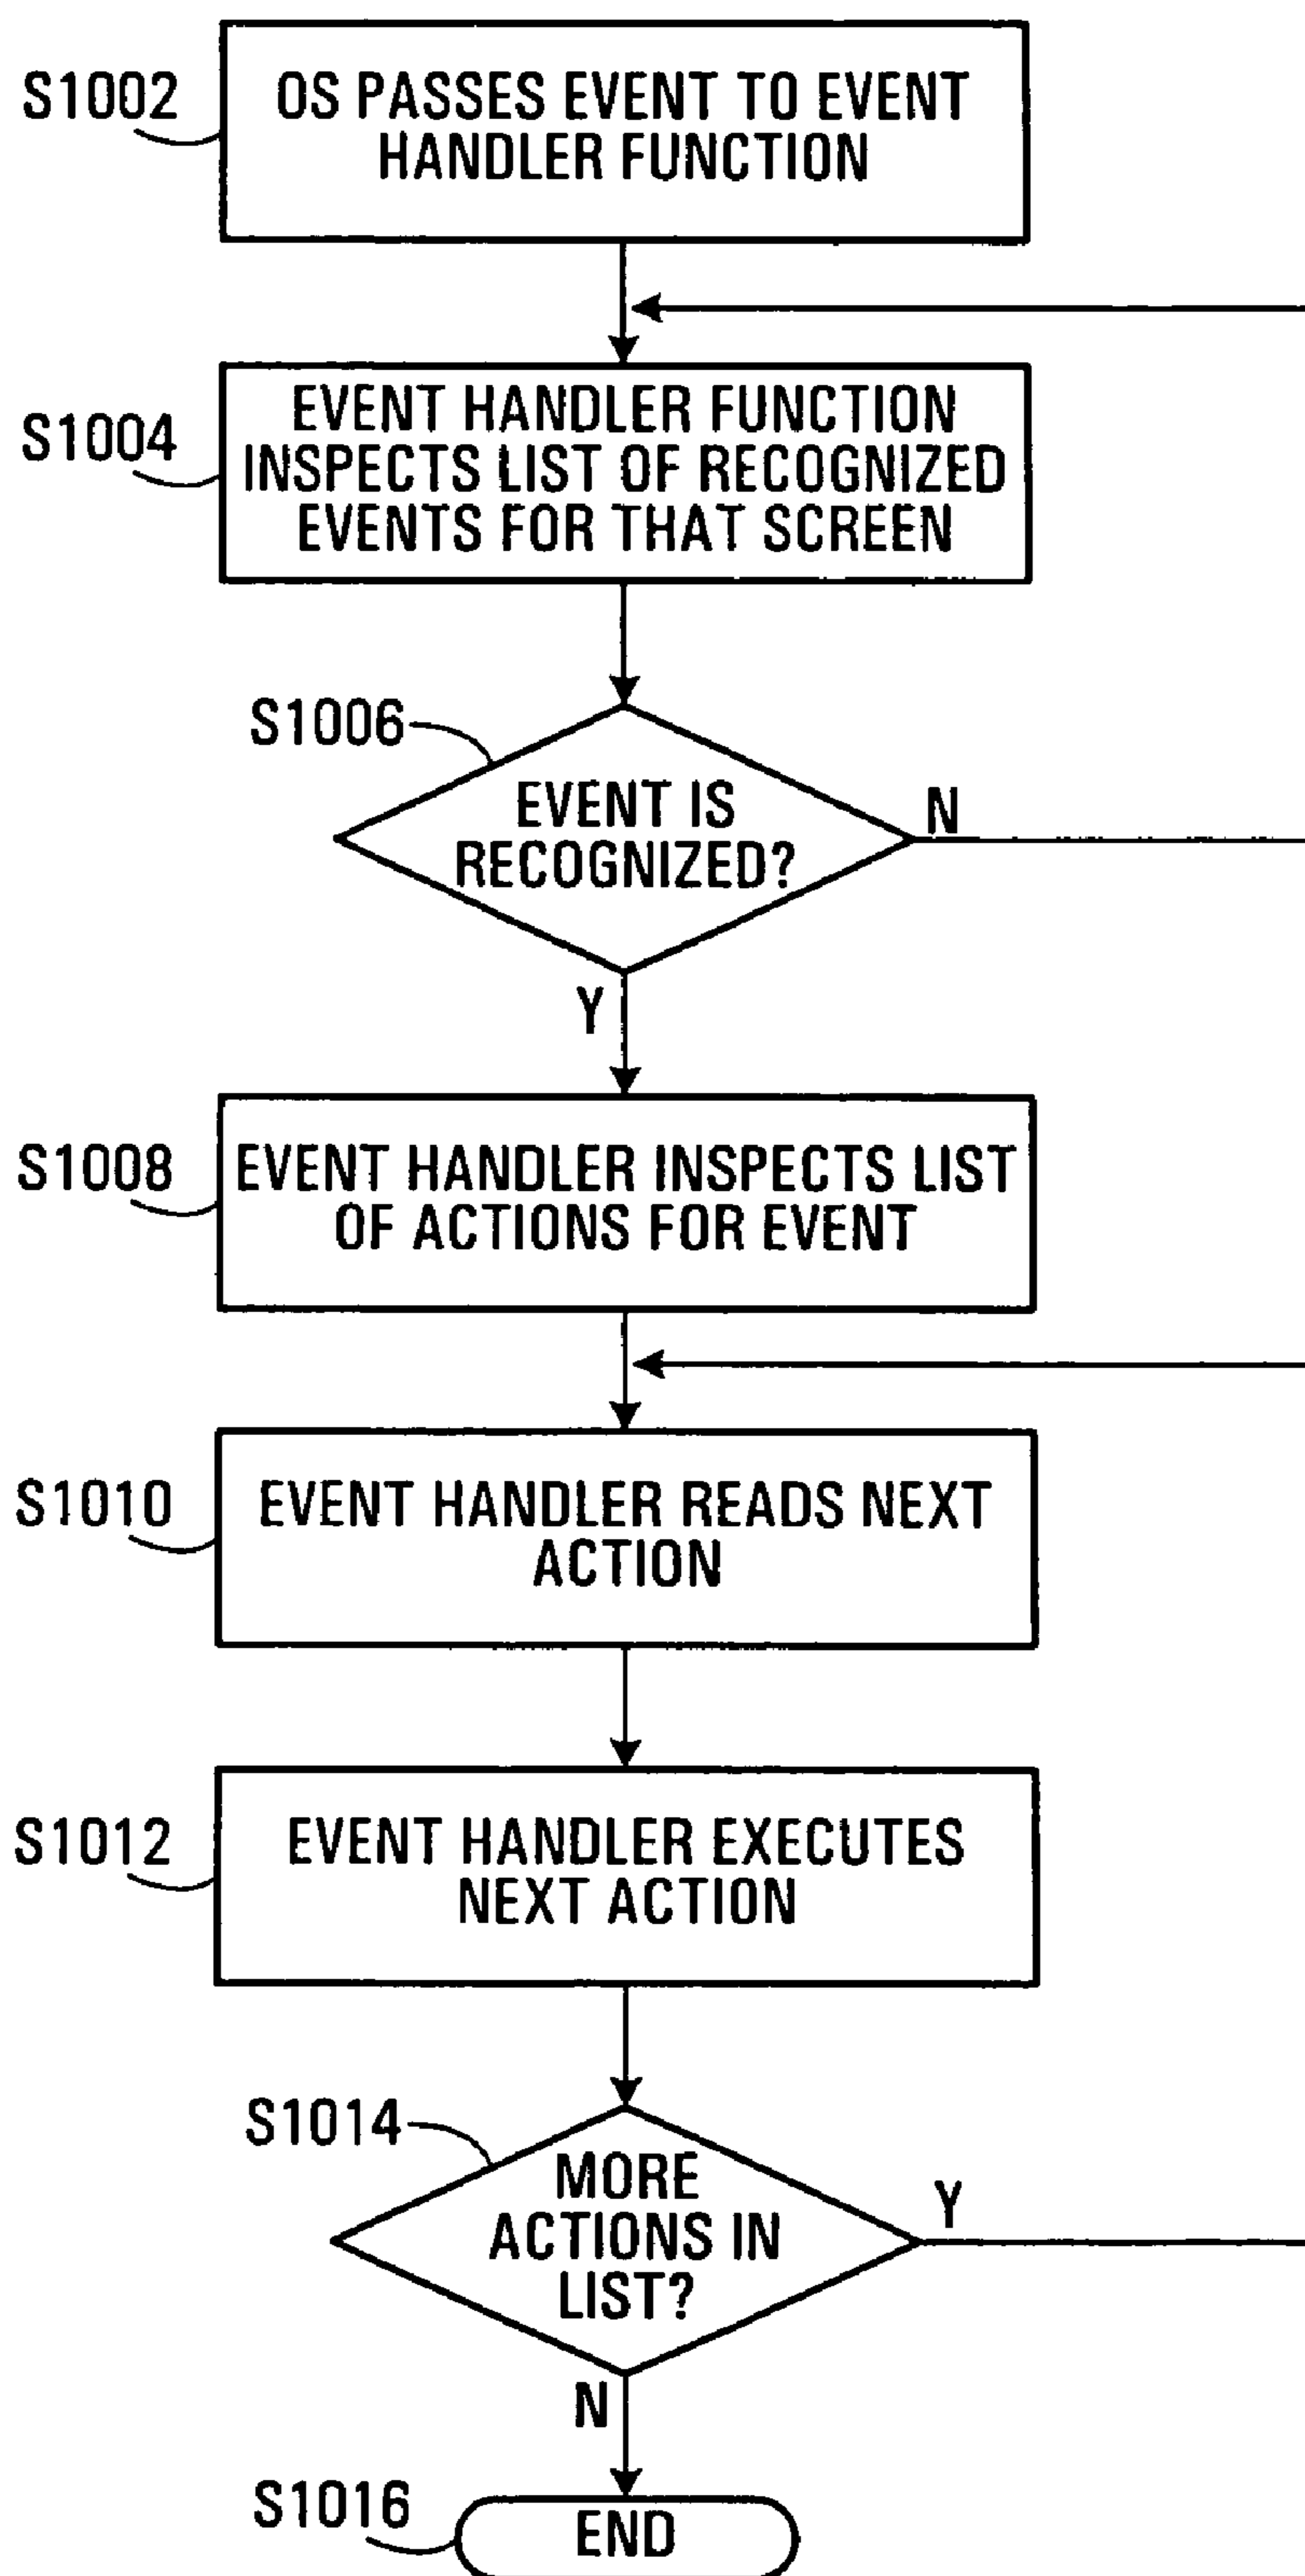 S1002
OS PASSES EVENT TO EVENT
HANDLER FUNCTION
S1004
EVENT HANDLER FUNCTION
INSPECTS LIST OF RECOGNIZED
EVENTS FOR THAT SCREEN
S1006
EVENT IS
RECOGNIZED?
N
Y
S1008
EVENT HANDLER INSPECTS LIST
OF ACTIONS FOR EVENT
S1010
EVENT HANDLER READS NEXT
ACTION
S1012
EVENT HANDLER EXECUTES
NEXT ACTION
S1014
MORE
ACTIONS IN
LIST?
Y
N
S1016
END